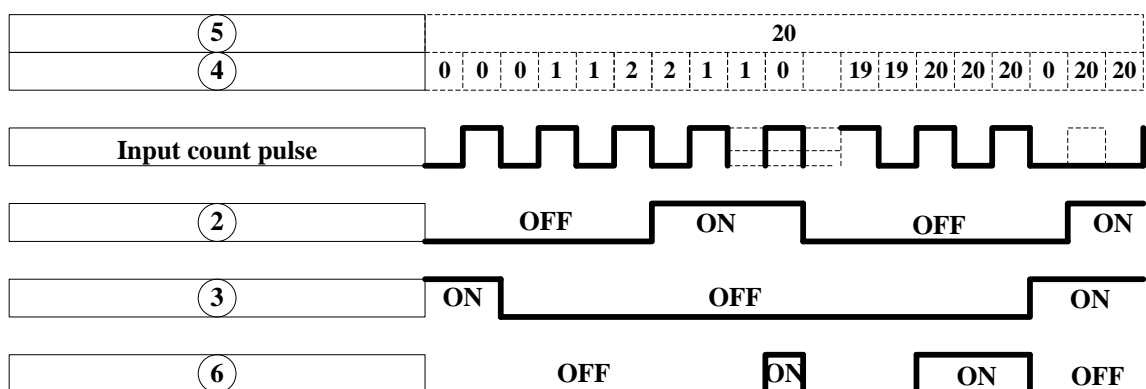 5 20
4 0 0 0 1 1 2 2 1 1 0 19 19 20 20 20 0 20 20
Input count pulse
2 OFF ON OFF ON
3 ON OFF ON
6 OFF ON ON OFF